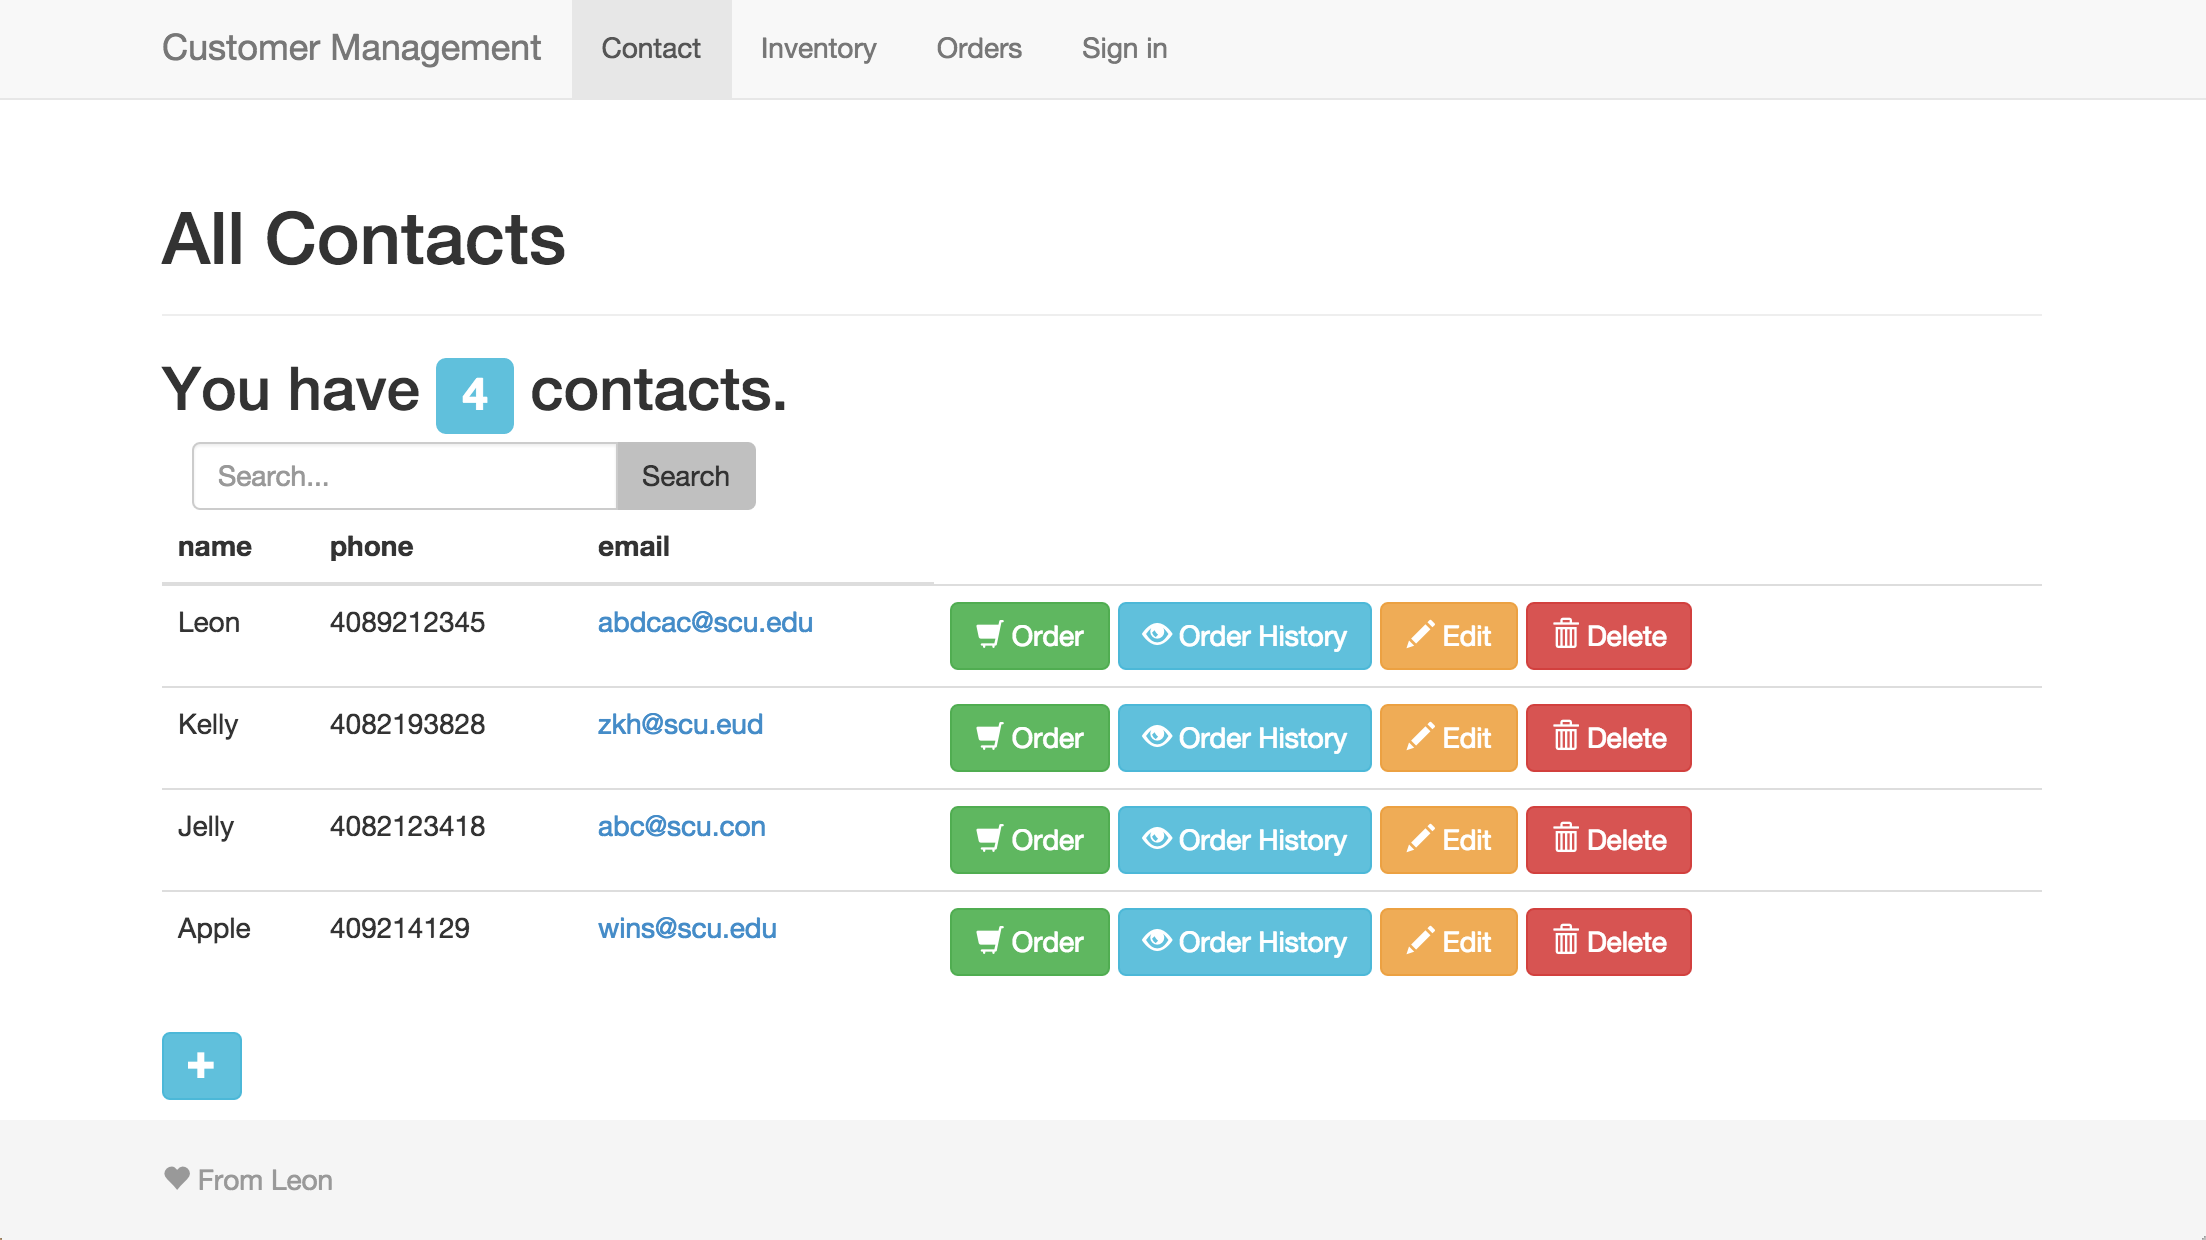 Customer Management Contact Inventory Orders Sign in
All Contacts
You have 4 contacts.
Search... Search
name phone email
Leon 4089212345 abdcac@scu.edu Order Order History Edit Delete
Kelly 4082193828 zkh@scu.eud Order Order History Edit Delete
Jelly 4082123418 abc@scu.con Order Order History Edit Delete
Apple 409214129 wins@scu.edu Order Order History Edit Delete
From Leon